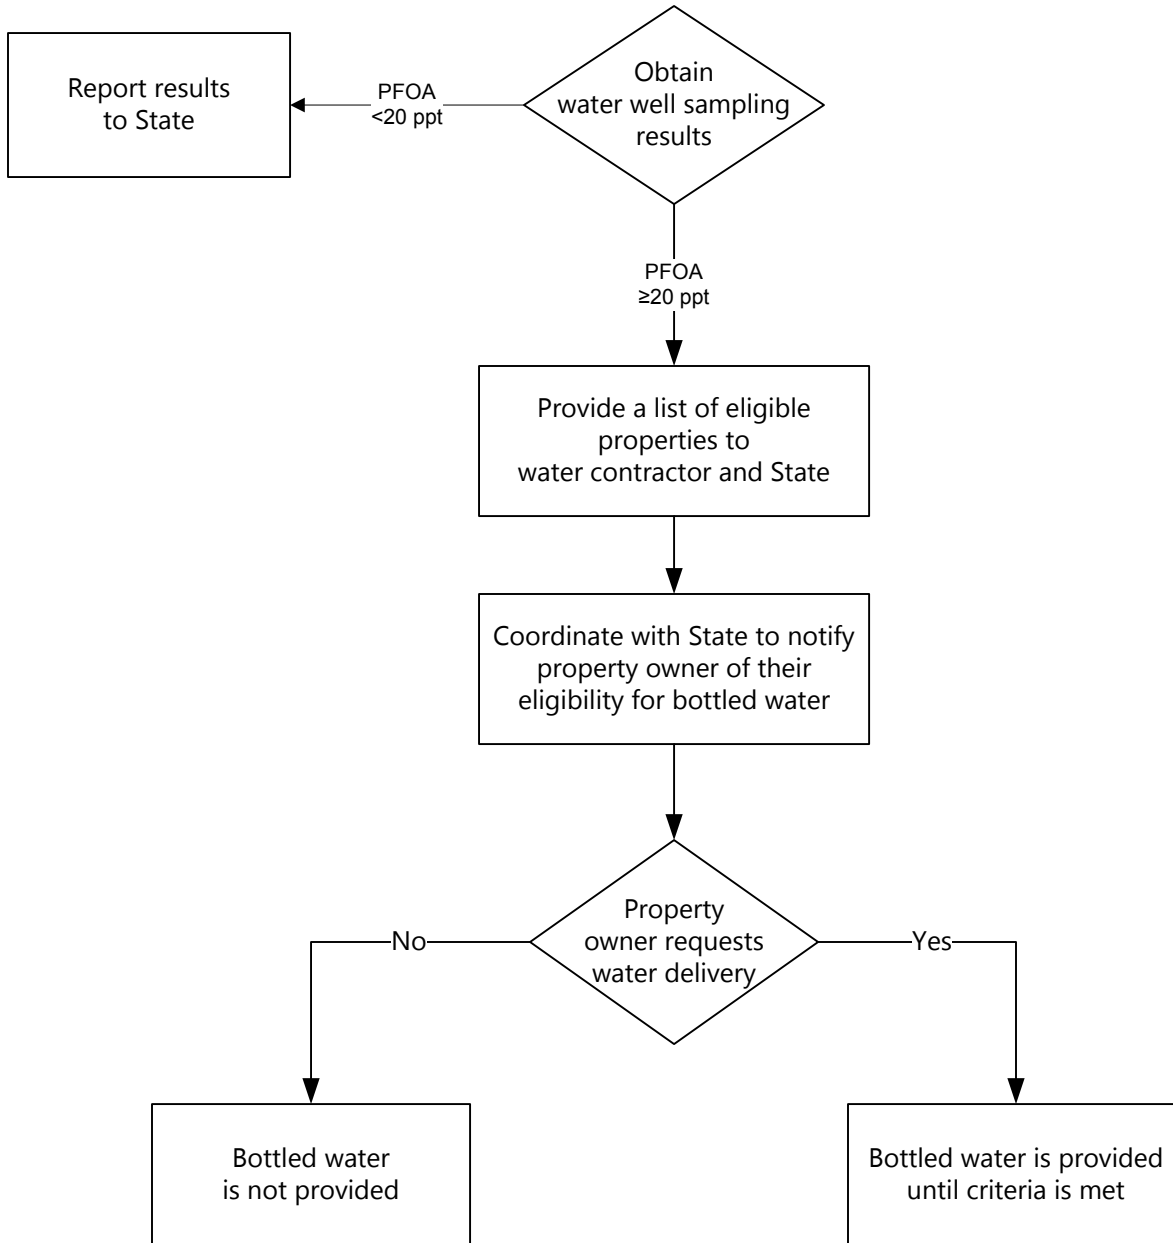 Report results
to State
PFOA
<20 ppt
Obtain
water well sampling
results
PFOA
≥20 ppt
Provide a list of eligible
properties to
water contractor and State
Coordinate with State to notify
property owner of their
eligibility for bottled water
Property
owner requests
water delivery
No
Yes
Bottled water
is not provided
Bottled water is provided
until criteria is met